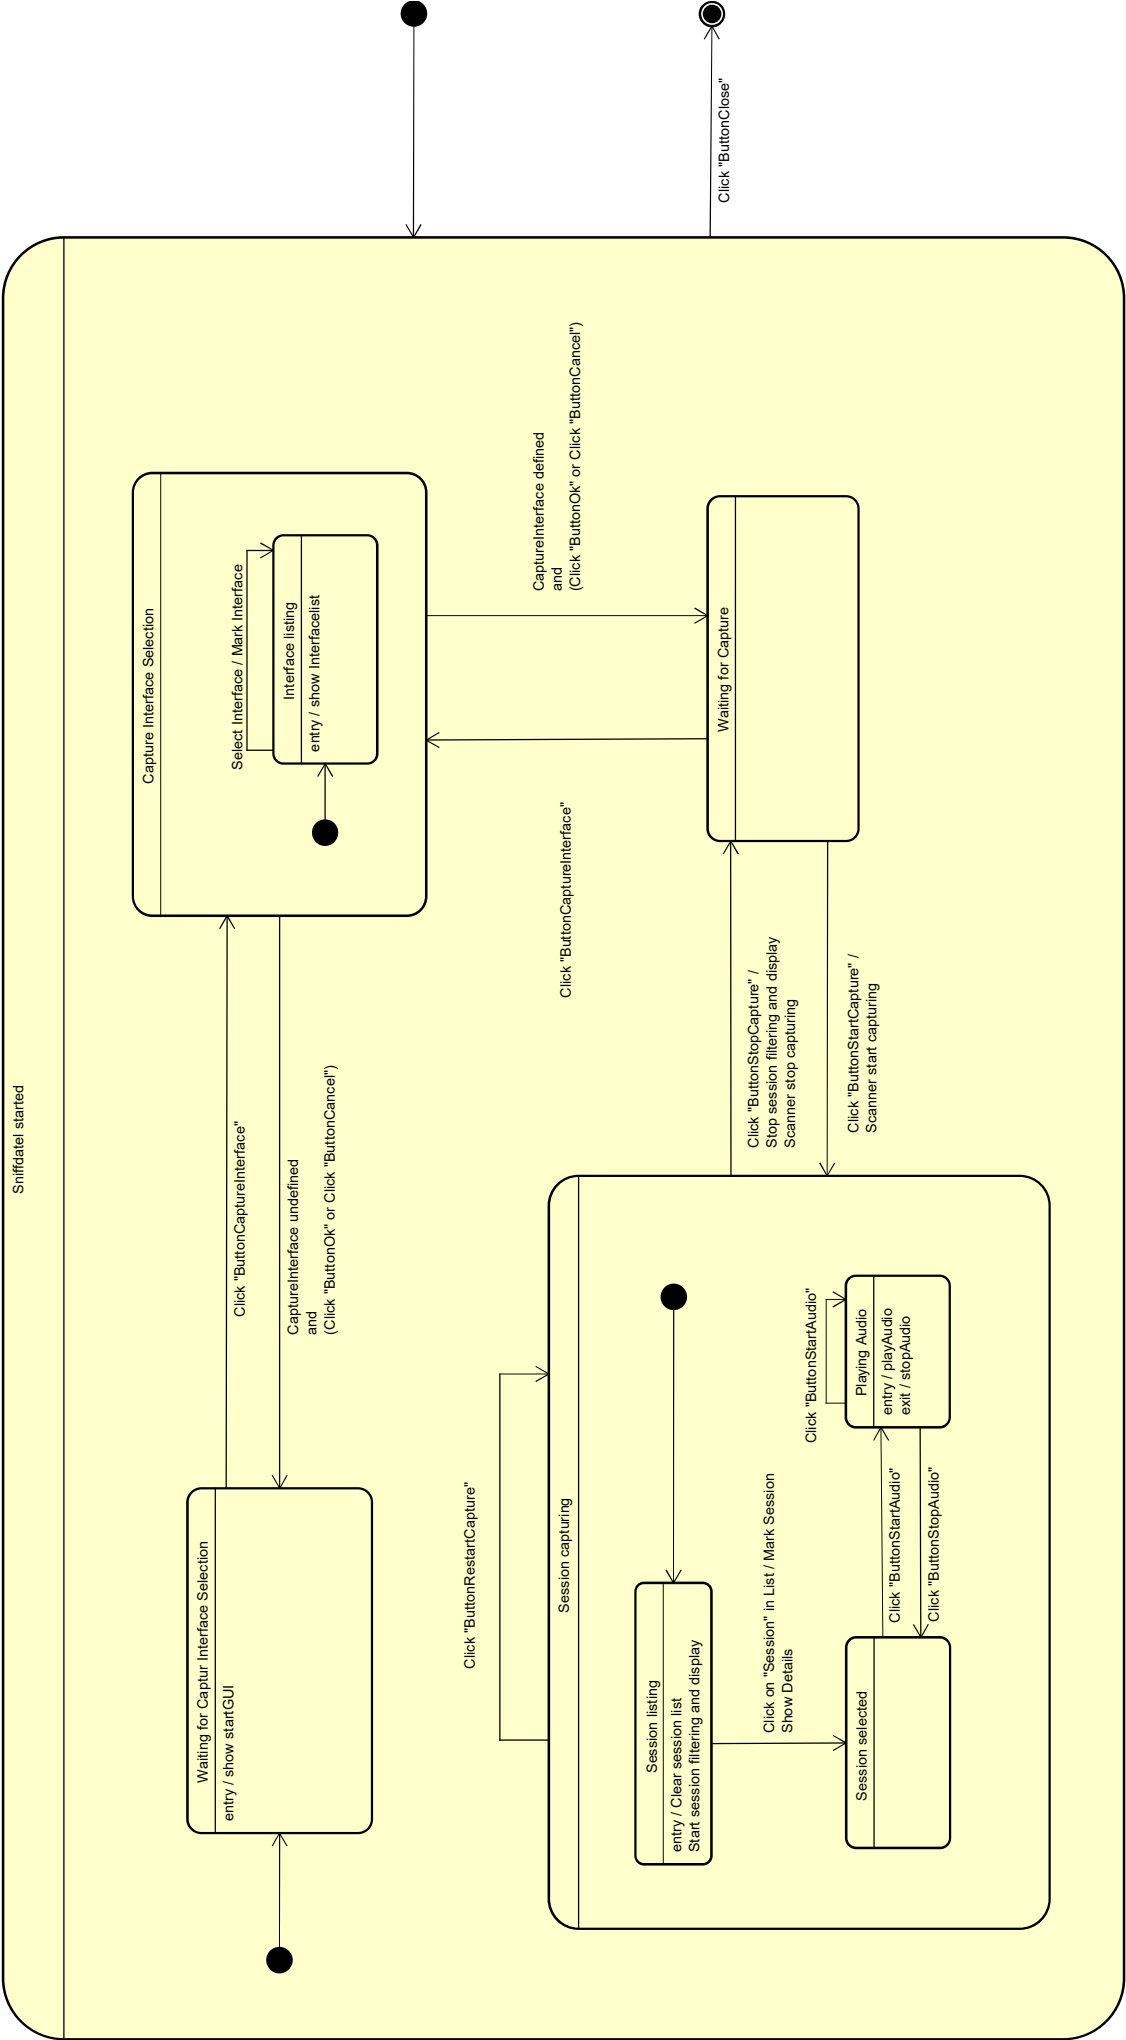 Sniffdatel started
Waiting for Captur Interface Selection
entry / show startGUI
Click "ButtonCaptureInterface"
CaptureInterface undefined
and
(Click "ButtonOk" or Click "ButtonCancel")
Capture Interface Selection
Select Interface / Mark Interface
Interface listing
entry / show Interfacelist
Click "ButtonClose"
Click "ButtonCaptureInterface"
CaptureInterface defined
and
(Click "ButtonOk" or Click "ButtonCancel")
Click "ButtonRestartCapture"
Session capturing
Session listing
entry / Clear session list
Start session filtering and display
Click on "Session" in List / Mark Session
Show Details
Session selected
Click "ButtonStartAudio"
Click "ButtonStopAudio"
Click "ButtonStartAudio"
Playing Audio
entry / playAudio
exit / stopAudio
Click "ButtonStopCapture" /
Stop session filtering and display
Scanner stop capturing
Click "ButtonStartCapture" /
Scanner start capturing
Waiting for Capture